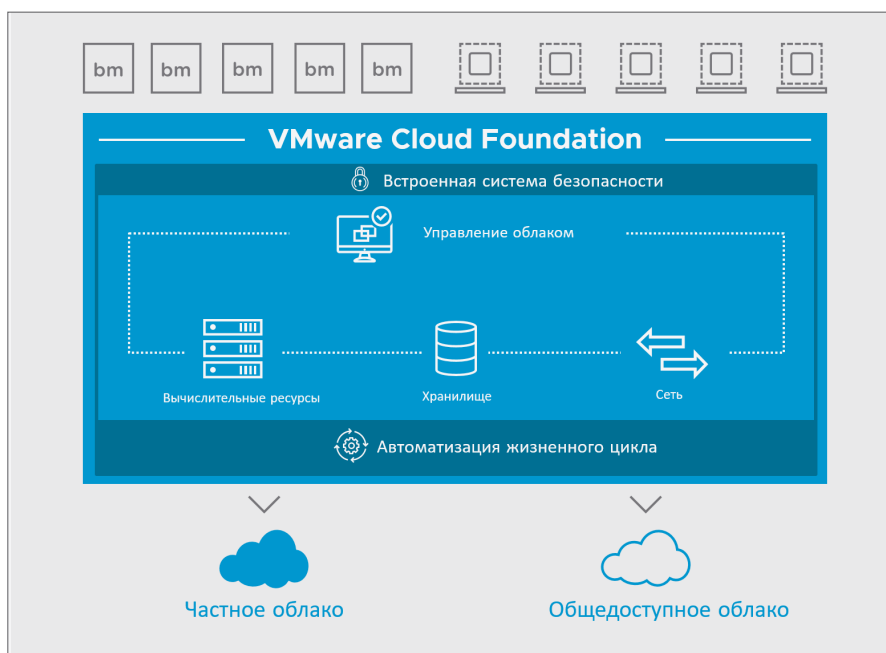 bm bm bm bm bm
VMware Cloud Foundation
Встроенная система безопасности
Управление облаком
Вычислительные ресурсы
Хранилище
Сеть
Автоматизация жизненного цикла
Частное облако
Общедоступное облако